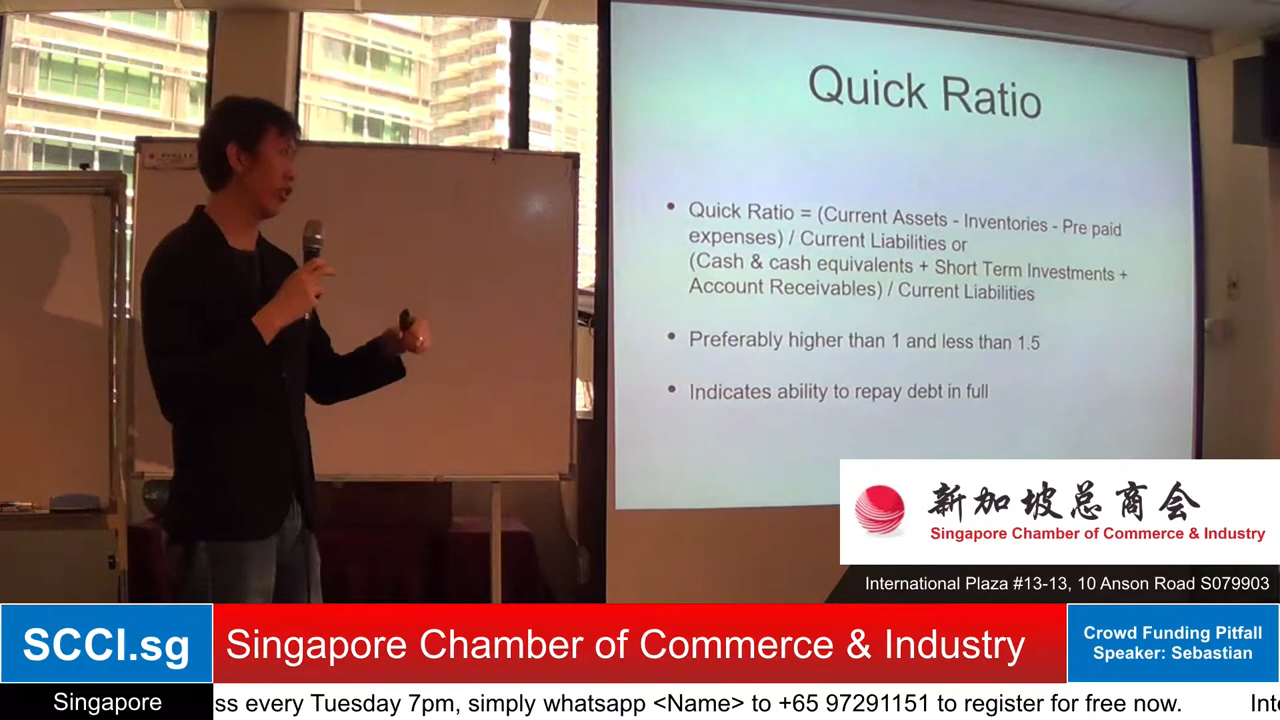 Quick Ratio
• Quick Ratio = (Current Assets - Inventories - Pre paid
expenses) / Current Liabilities or
(Cash & cash equivalents + Short Term Investments +
Account Receivables) / Current Liabilities
• Preferably higher than 1 and less than 1.5
• Indicates ability to repay debt in full
新加坡总商会
Singapore Chamber of Commerce & Industry
International Plaza #13-13, 10 Anson Road S079903
SCCI.sg
Singapore Chamber of Commerce & Industry
Crowd Funding Pitfall
Speaker: Sebastian
Singapore
ss every Tuesday 7pm, simply whatsapp <Name> to +65 97291151 to register for free now.
Inte